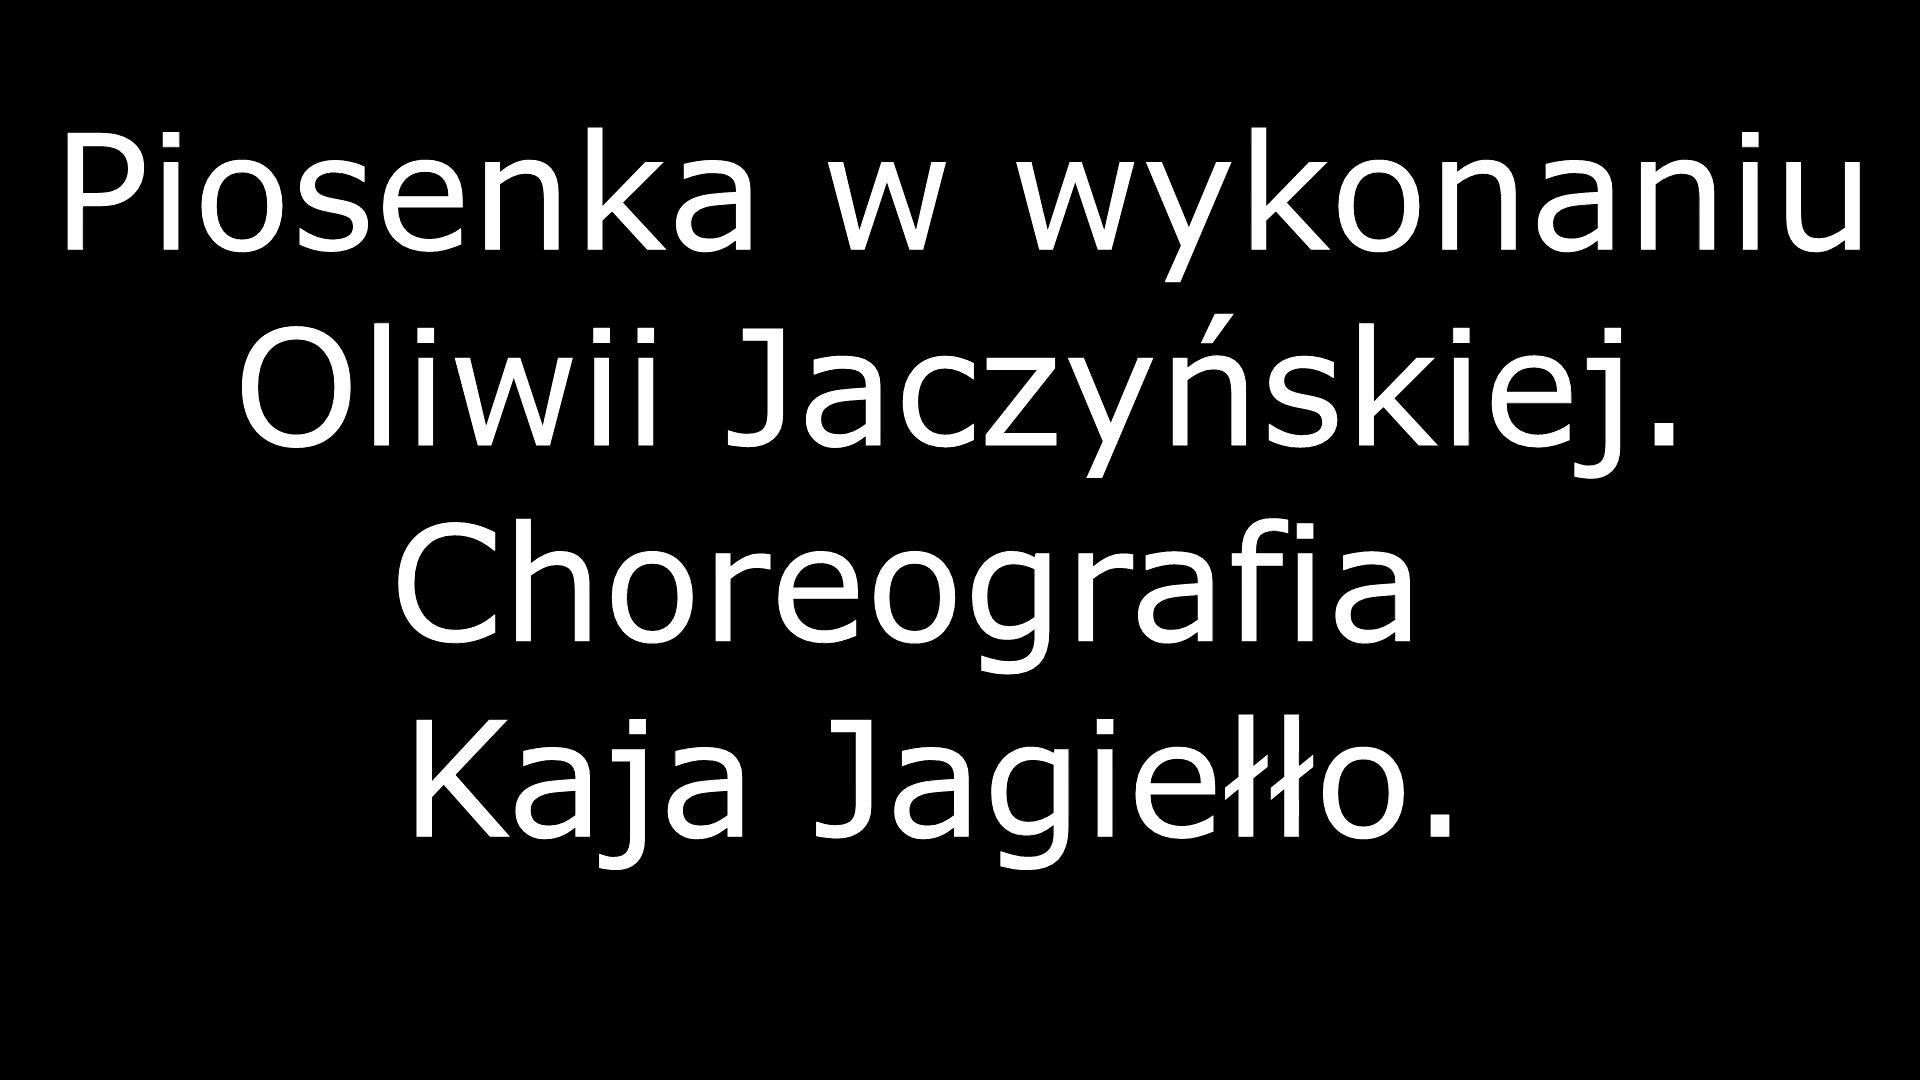 Piosenka w wykonaniu
Oliwii Jaczyńskiej.
Choreografia
Kaja Jagiełło.